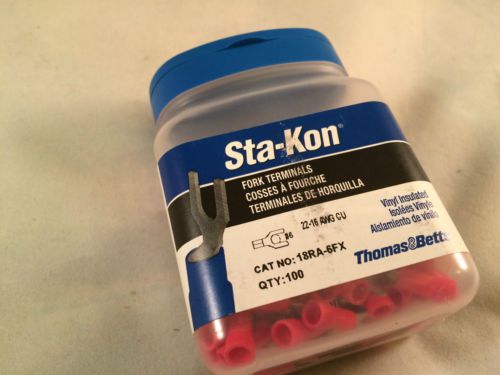 Sta-Kon®
FORK TERMINALS
COSSES À FOURCHE
TERMINALES DE HORQUILLA
#6 22-16 AWG CU
CAT NO: 18RA-6FX
QTY: 100
Vinyl Insulated
Isolées Vinyle
Aislamiento de vinilo
Thomas&Betts